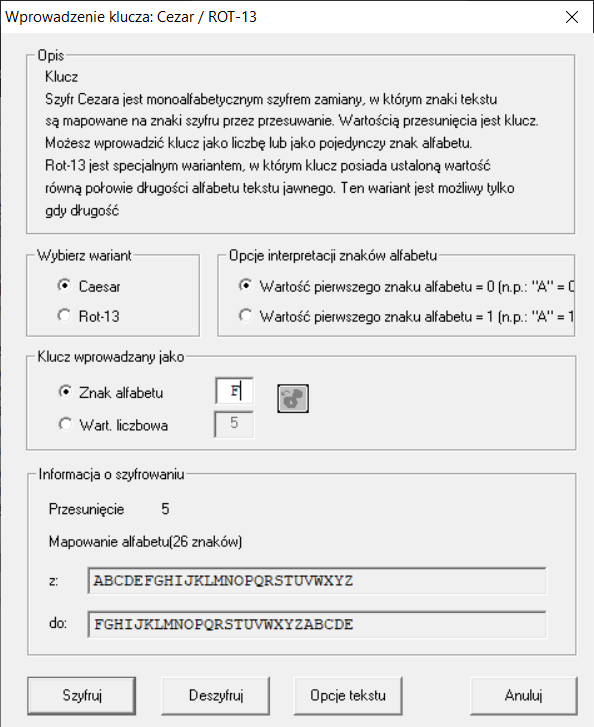 Wprowadzenie klucza: Cezar / ROT-13
Opis
Klucz
Szyfr Cezara jest monoalfabetycznym szyfrem zamiany, w którym znaki tekstu
są mapowane na znaki szyfru przez przesuwanie. Wartością przesunięcia jest klucz.
Możesz wprowadzić klucz jako liczbę lub jako pojedynczy znak alfabetu.
Rot-13 jest specjalnym wariantem, w którym klucz posiada ustaloną wartość
równą połowie długości alfabetu tekstu jawnego. Ten wariant jest możliwy tylko
gdy długość
Wybierz wariant
Caesar
Rot-13
Opcje interpretacji znaków alfabetu
Wartość pierwszego znaku alfabetu = 0 (n.p.: "A" = 0
Wartość pierwszego znaku alfabetu = 1 (n.p.: "A" = 1
Klucz wprowadzany jako
Znak alfabetu F
Wart. liczbowa 5
Informacja o szyfrowaniu
Przesunięcie 5
Mapowanie alfabetu(26 znaków)
z: ABCDEFGHIJKLMNOPQRSTUVWXYZ
do: FGHIJKLMNOPQRSTUVWXYZABCDE
Szyfruj Deszyfruj Opcje tekstu Anuluj